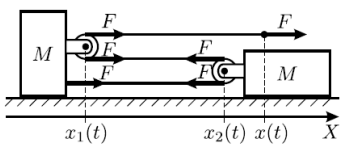 F F
M F F
F F M
x₁(t) x₂(t) x(t) X